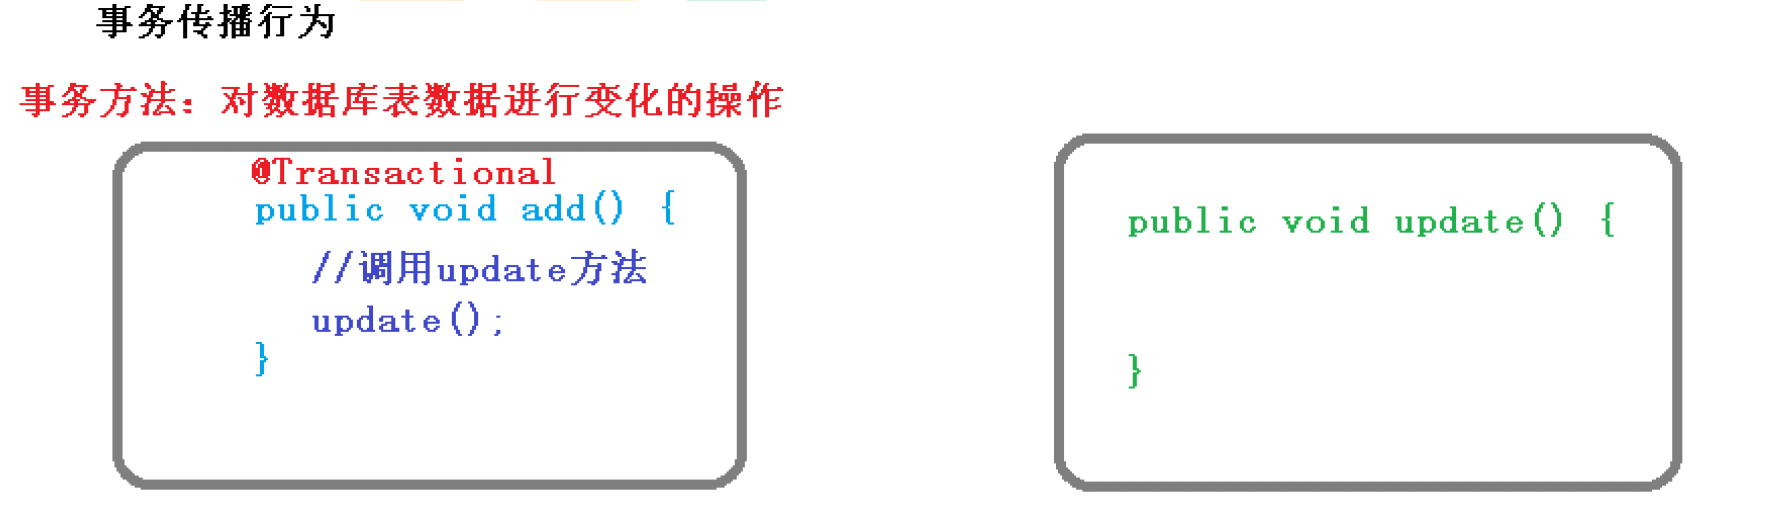 事务传播行为
事务方法：对数据库表数据进行变化的操作
@Transactional
public void add() {
//调用update方法
update();
}
public void update() {
}